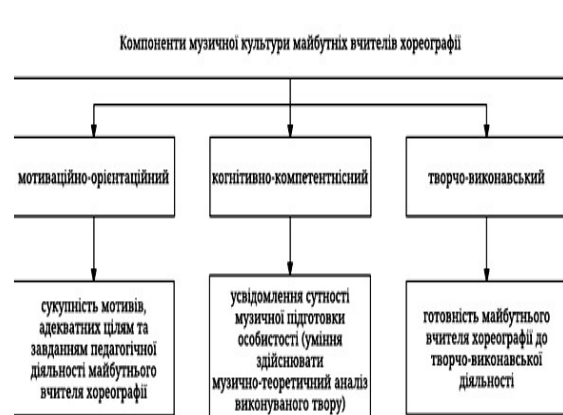 Компоненти музичної культури майбутніх вчителів хореографії
мотиваційно-орієнтаційний
когнітивно-компетентнісний
творчо-виконавський
сукупність мотивів,
адекватних цілям та
завданням педагогічної
діяльності майбутнього
вчителя хореографії
усвідомлення сутності
музичної підготовки
особистості (уміння
здійснювати
музично-теоретичний аналіз
виконуваного твору)
готовність майбутнього
вчителя хореографії до
творчо-виконавської
діяльності